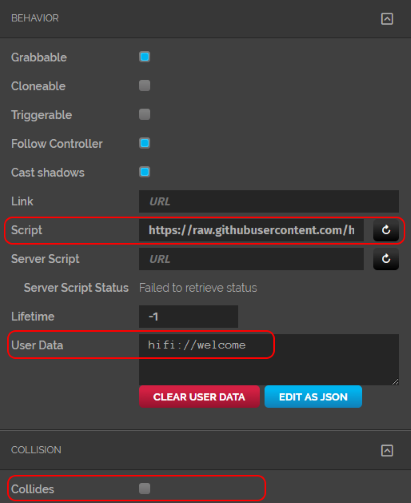 BEHAVIOR
Grabbable
Cloneable
Triggerable
Follow Controller
Cast shadows
Link URL
Script https://raw.githubusercontent.com/h
Server Script URL
Server Script Status Failed to retrieve status
Lifetime -1
User Data hifi://welcome
CLEAR USER DATA EDIT AS JSON
COLLISION
Collides